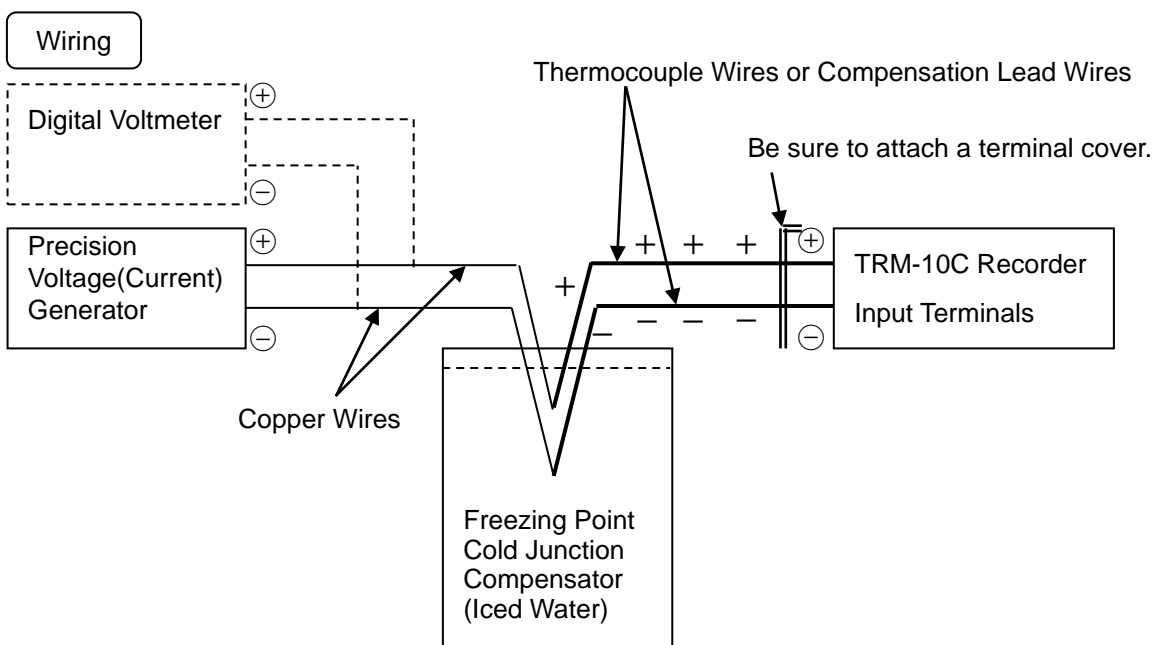 Wiring
Thermocouple Wires or Compensation Lead Wires
Digital Voltmeter
+
−
Be sure to attach a terminal cover.
Precision
Voltage(Current)
Generator
+
−
+
+ + +
− − − −
+
−
TRM-10C Recorder
Input Terminals
Copper Wires
Freezing Point
Cold Junction
Compensator
(Iced Water)